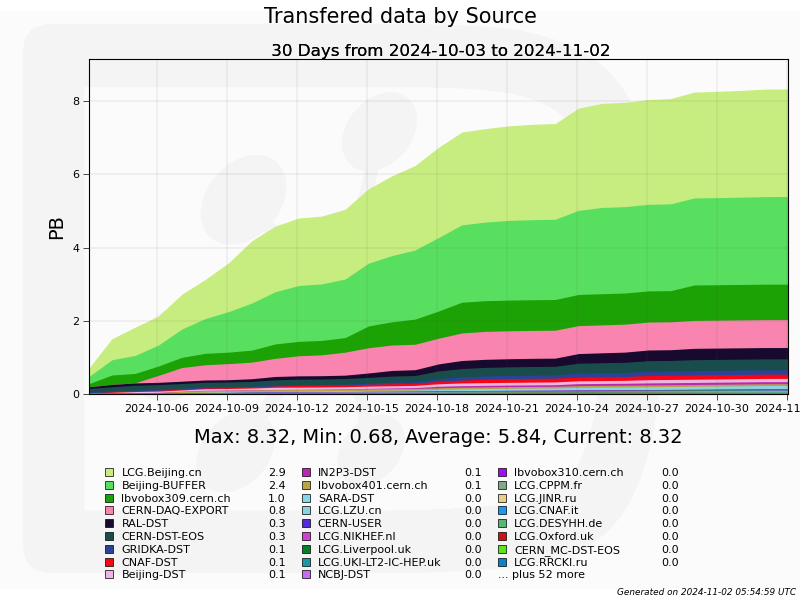 Transfered data by Source
30 Days from 2024-10-03 to 2024-11-02
PB
8
6
4
2
0
2024-10-06 2024-10-09 2024-10-12 2024-10-15 2024-10-18 2024-10-21 2024-10-24 2024-10-27 2024-10-30 2024-11
Max: 8.32, Min: 0.68, Average: 5.84, Current: 8.32
LCG.Beijing.cn 2.9 IN2P3-DST 0.1 lbvobox310.cern.ch 0.0
Beijing-BUFFER 2.4 lbvobox401.cern.ch 0.1 LCG.CPPM.fr 0.0
lbvobox309.cern.ch 1.0 SARA-DST 0.0 LCG.JINR.ru 0.0
CERN-DAQ-EXPORT 0.8 LCG.LZU.cn 0.0 LCG.CNAF.it 0.0
RAL-DST 0.3 CERN-USER 0.0 LCG.DESYHH.de 0.0
CERN-DST-EOS 0.3 LCG.NIKHEF.nl 0.0 LCG.Oxford.uk 0.0
GRIDKA-DST 0.1 LCG.Liverpool.uk 0.0 CERN_MC-DST-EOS 0.0
CNAF-DST 0.1 LCG.UKI-LT2-IC-HEP.uk 0.0 LCG.RRCKI.ru 0.0
Beijing-DST 0.1 NCBJ-DST 0.0 ... plus 52 more
Generated on 2024-11-02 05:54:59 UTC